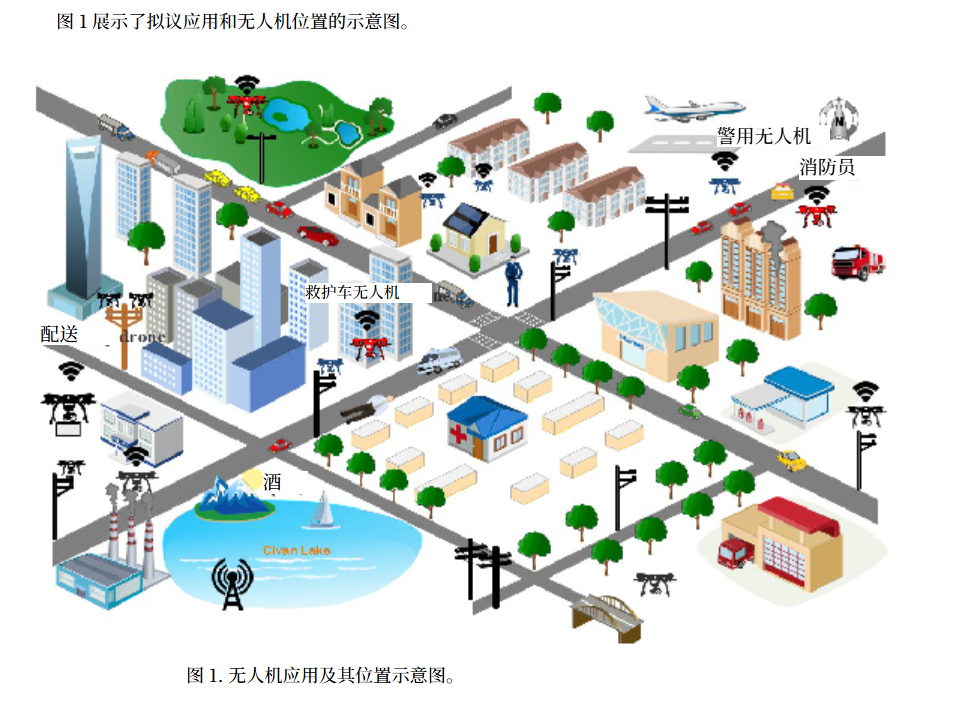 图 1 展示了拟议应用和无人机位置的示意图。
警用无人机
N
消防员
救护车无人机
配送
drone
酒
Civan Lake
图 1. 无人机应用及其位置示意图。